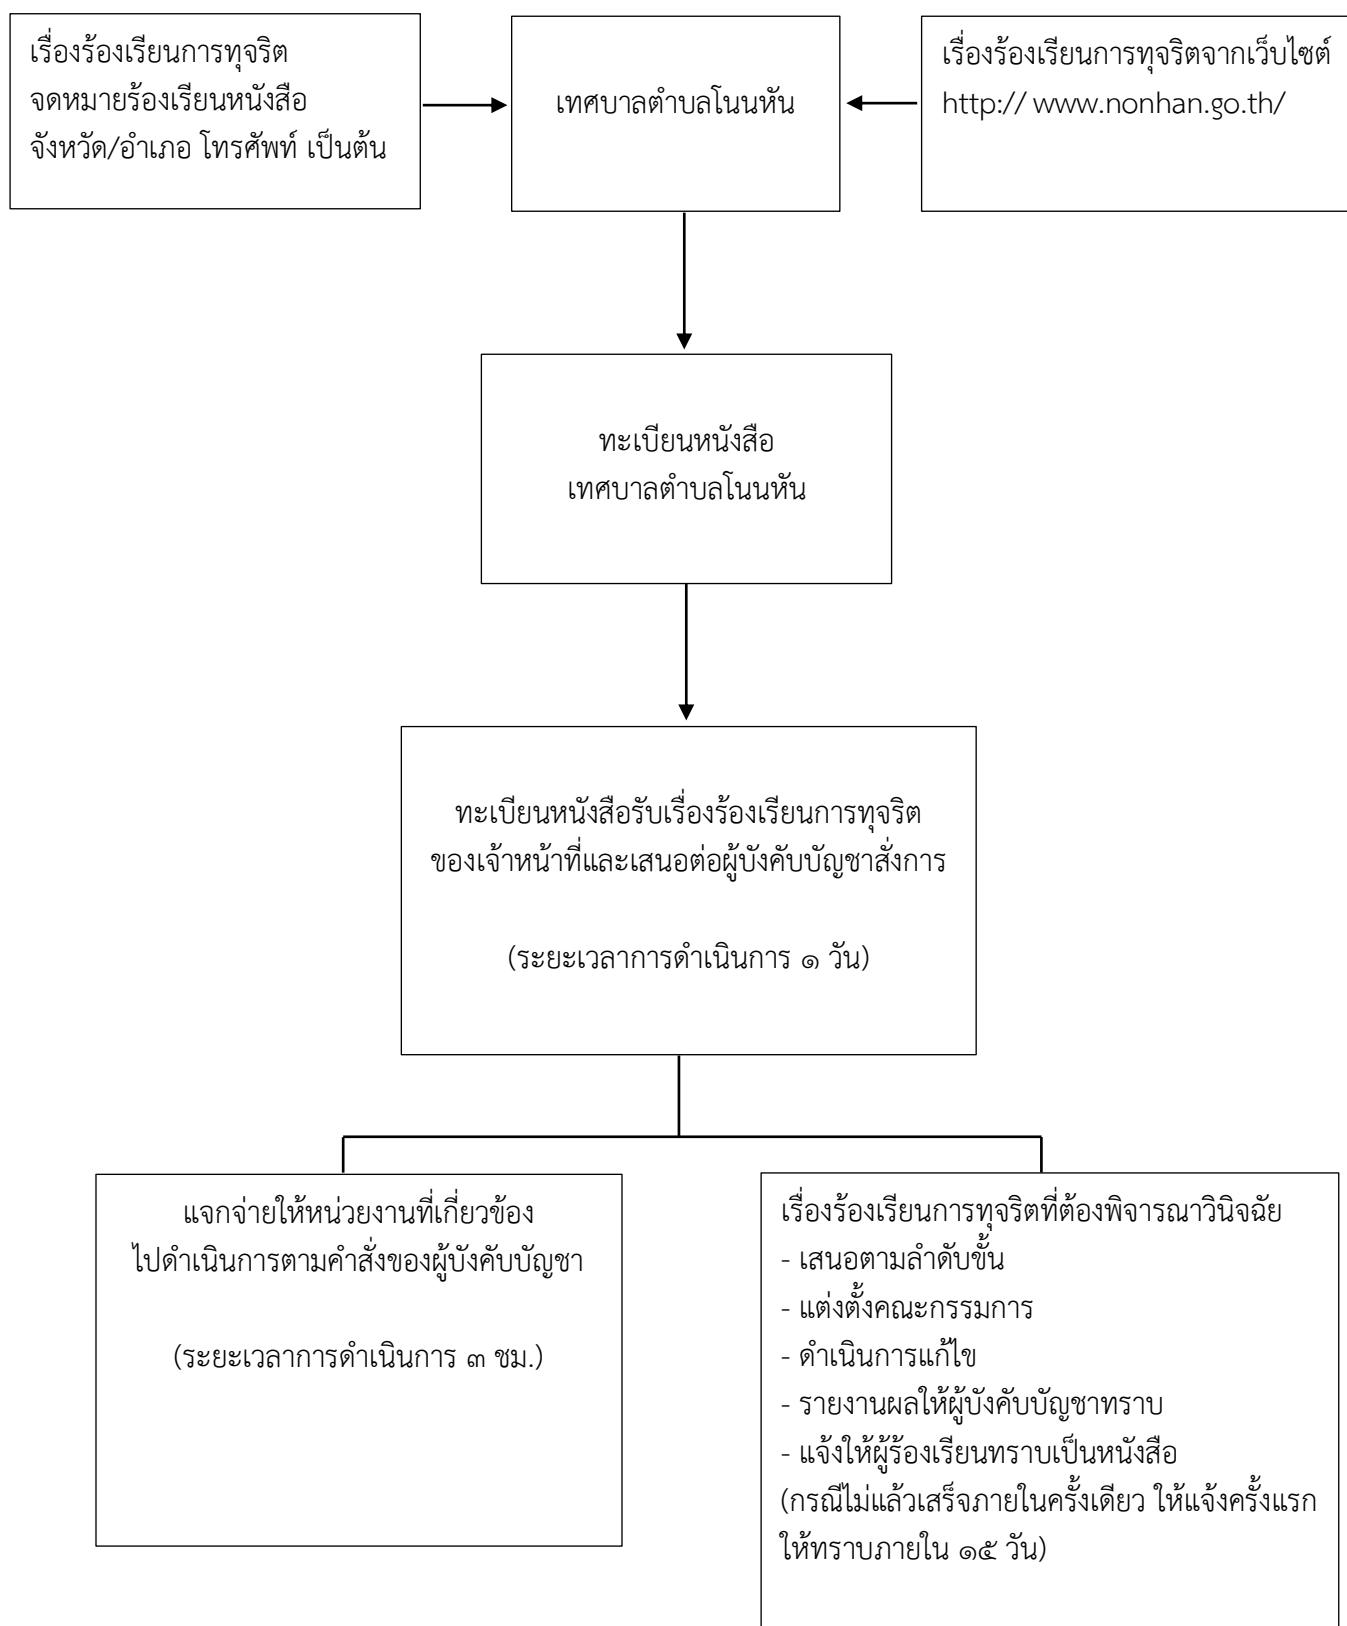 เรื่องร้องเรียนการทุจริต
จดหมายร้องเรียนหนังสือ
จังหวัด/อำเภอ โทรศัพท์ เป็นต้น
เทศบาลตำบลโนนหัน
เรื่องร้องเรียนการทุจริตจากเว็บไซต์
http:// www.nonhan.go.th/
ทะเบียนหนังสือ
เทศบาลตำบลโนนหัน
ทะเบียนหนังสือรับเรื่องร้องเรียนการทุจริต
ของเจ้าหน้าที่และเสนอต่อผู้บังคับบัญชาสั่งการ
(ระยะเวลาการดำเนินการ ๑ วัน)
แจกจ่ายให้หน่วยงานที่เกี่ยวข้อง
ไปดำเนินการตามคำสั่งของผู้บังคับบัญชา
(ระยะเวลาการดำเนินการ ๓ ชม.)
เรื่องร้องเรียนการทุจริตที่ต้องพิจารณาวินิจฉัย
- เสนอตามลำดับขั้น
- แต่งตั้งคณะกรรมการ
- ดำเนินการแก้ไข
- รายงานผลให้ผู้บังคับบัญชาทราบ
- แจ้งให้ผู้ร้องเรียนทราบเป็นหนังสือ
(กรณีไม่แล้วเสร็จภายในครั้งเดียว ให้แจ้งครั้งแรก
ให้ทราบภายใน ๑๕ วัน)